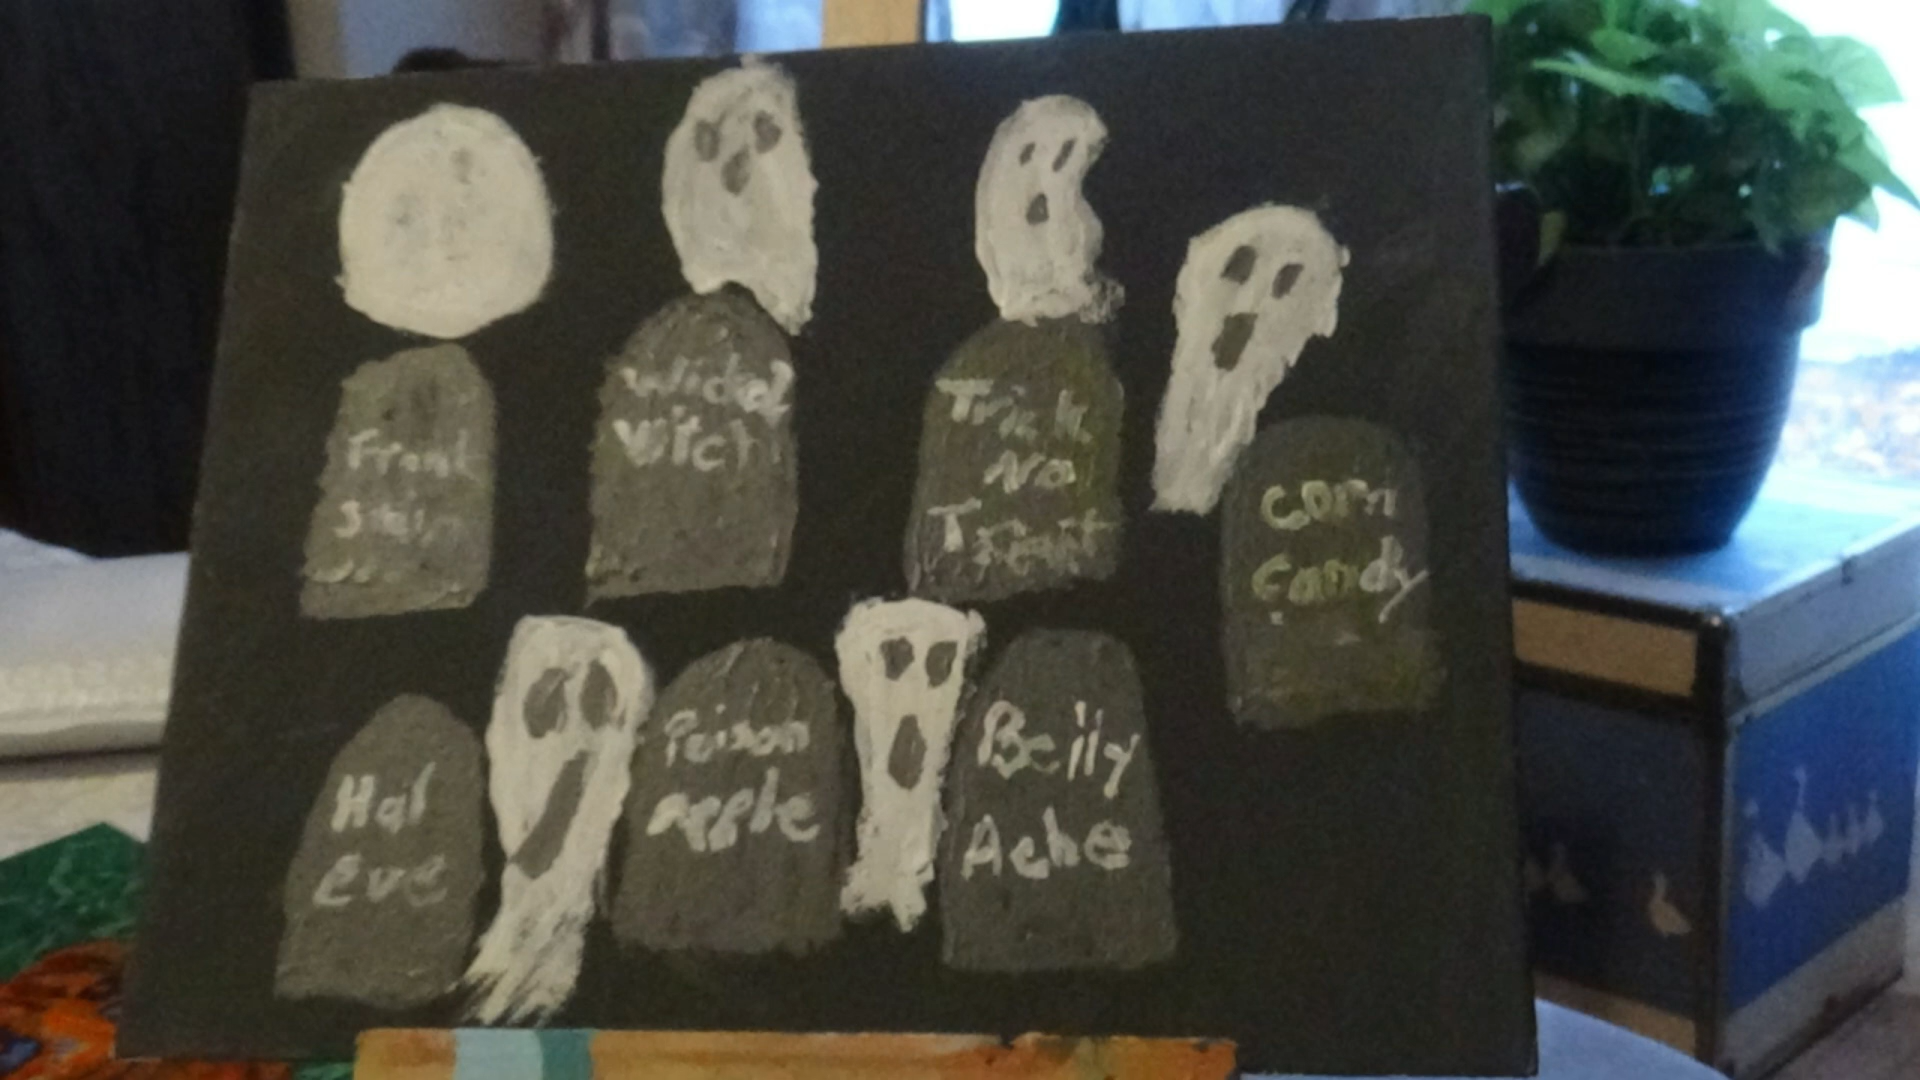 Frank
Stein
Wicked
Witch
Trick
No
Treat
Corn
Candy
Hal
eve
Poison
apple
Belly
Ache